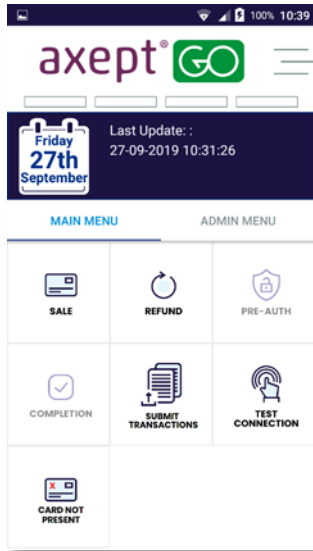 100% 10:39
axept® GO
Friday
27th
September
Last Update: :
27-09-2019 10:31:26
MAIN MENU
ADMIN MENU
SALE
REFUND
PRE-AUTH
COMPLETION
SUBMIT
TRANSACTIONS
TEST
CONNECTION
CARD NOT
PRESENT